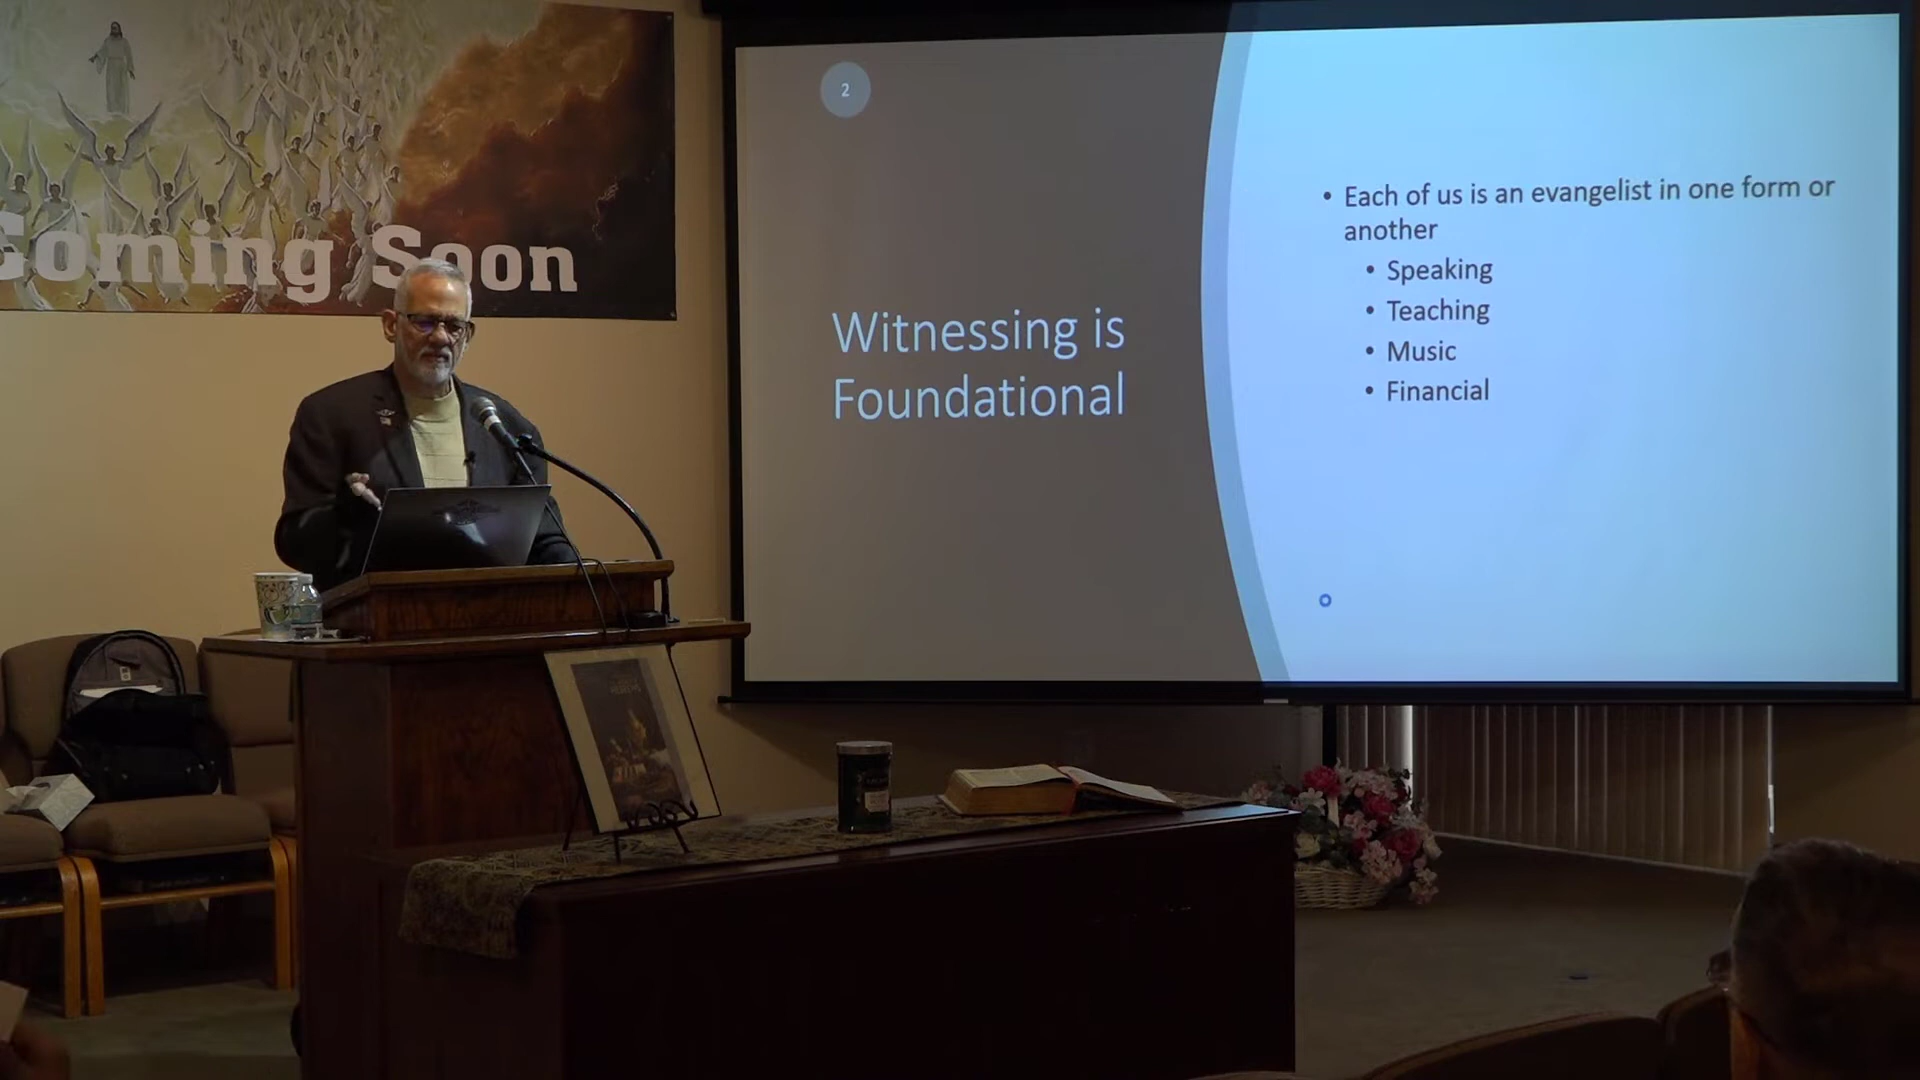 Coming Soon
2
Witnessing is
Foundational
• Each of us is an evangelist in one form or
another
• Speaking
• Teaching
• Music
• Financial
HEBREWS